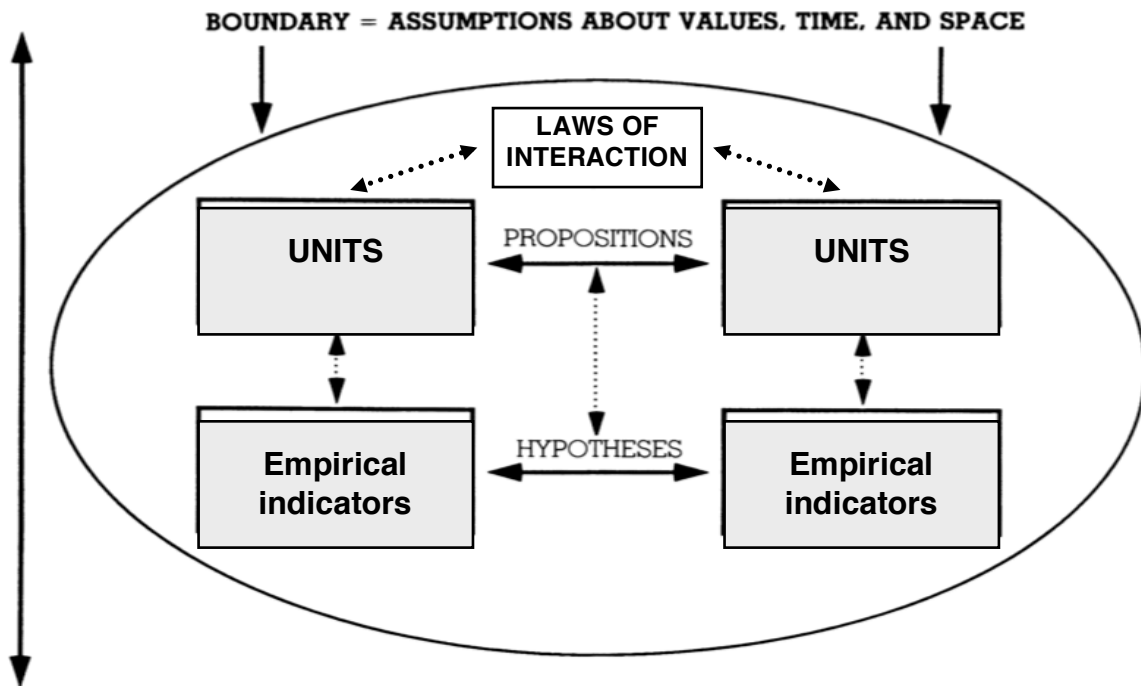 BOUNDARY = ASSUMPTIONS ABOUT VALUES, TIME, AND SPACE
LAWS OF
INTERACTION
UNITS
PROPOSITIONS
UNITS
Empirical
indicators
HYPOTHESES
Empirical
indicators